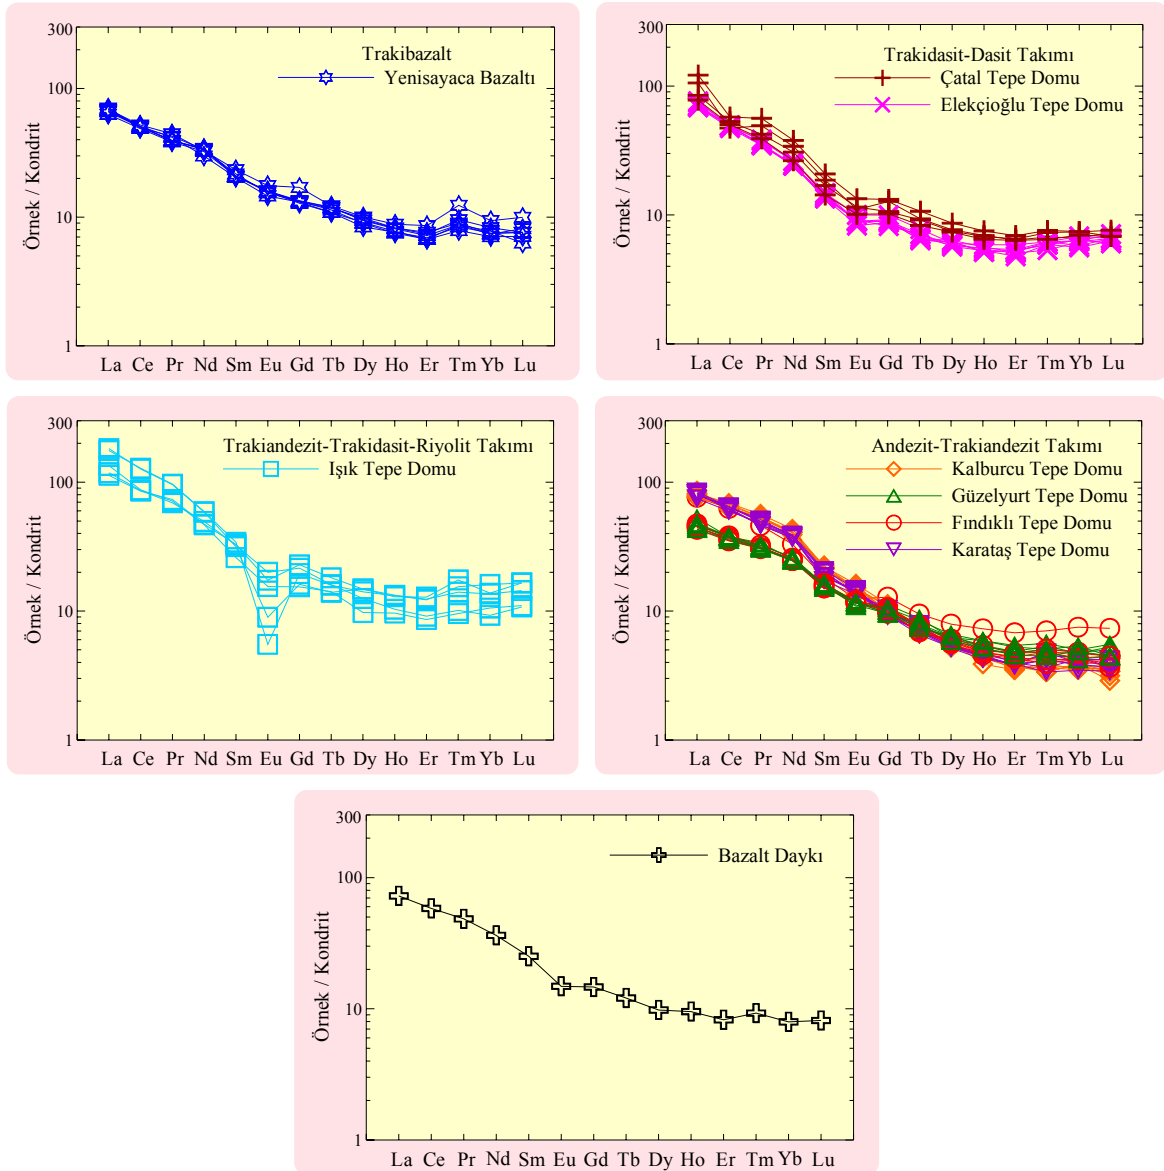 300
100
10
1
Örnek / Kondrit
Trakibazalt
Yenisayaca Bazaltı
La Ce Pr Nd Sm Eu Gd Tb Dy Ho Er Tm Yb Lu
300
100
10
1
Örnek / Kondrit
Trakidasit-Dasit Takımı
Çatal Tepe Domu
Elekçioğlu Tepe Domu
La Ce Pr Nd Sm Eu Gd Tb Dy Ho Er Tm Yb Lu
300
100
10
1
Örnek / Kondrit
Trakiandezit-Trakidasit-Riyolit Takımı
Işık Tepe Domu
La Ce Pr Nd Sm Eu Gd Tb Dy Ho Er Tm Yb Lu
300
100
10
1
Örnek / Kondrit
Andezit-Trakiandezit Takımı
Kalburcu Tepe Domu
Güzelyurt Tepe Domu
Fındıklı Tepe Domu
Karataş Tepe Domu
La Ce Pr Nd Sm Eu Gd Tb Dy Ho Er Tm Yb Lu
300
100
10
1
Örnek / Kondrit
Bazalt Daykı
La Ce Pr Nd Sm Eu Gd Tb Dy Ho Er Tm Yb Lu